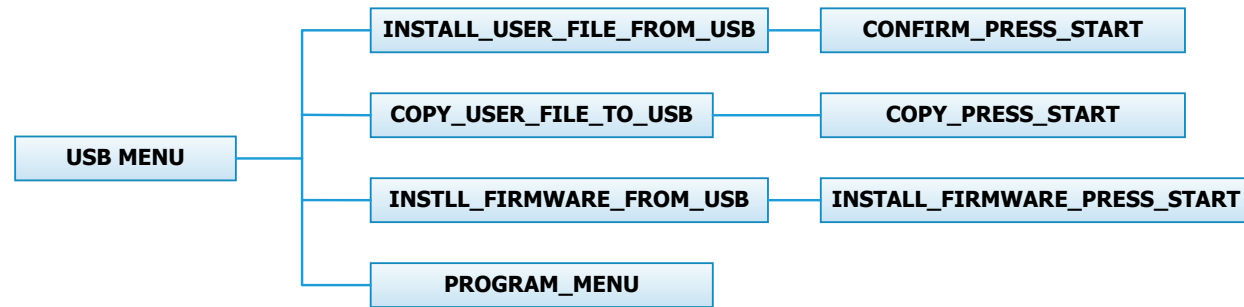 INSTALL_USER_FILE_FROM_USB
CONFIRM_PRESS_START
COPY_USER_FILE_TO_USB
COPY_PRESS_START
USB MENU
INSTLL_FIRMWARE_FROM_USB
INSTALL_FIRMWARE_PRESS_START
PROGRAM_MENU